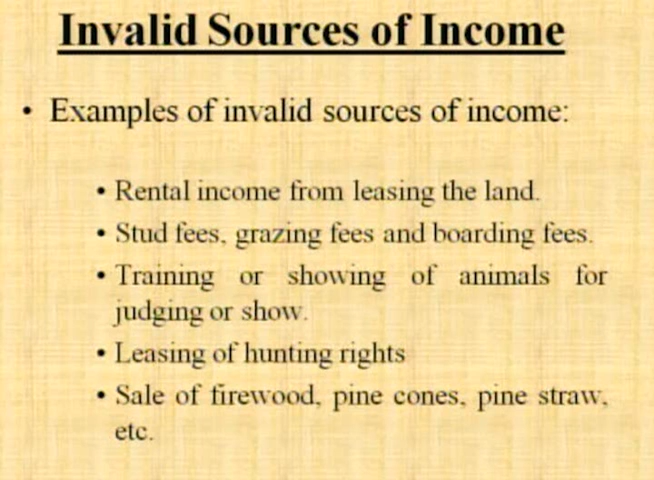 Invalid Sources of Income
• Examples of invalid sources of income:
• Rental income from leasing the land.
• Stud fees, grazing fees and boarding fees.
• Training or showing of animals for
judging or show.
• Leasing of hunting rights
• Sale of firewood, pine cones, pine straw,
etc.